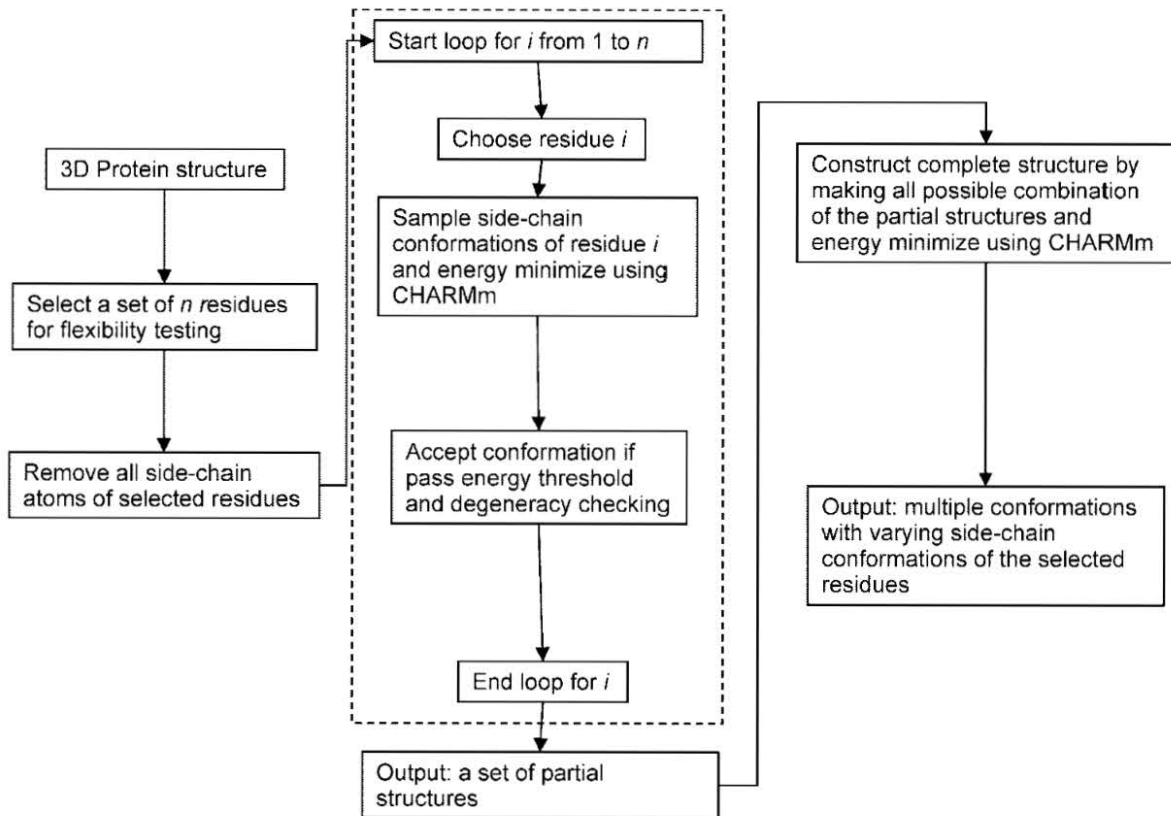 3D Protein structure
Select a set of n residues
for flexibility testing
Remove all side-chain
atoms of selected residues
Start loop for i from 1 to n
Choose residue i
Sample side-chain
conformations of residue i
and energy minimize using
CHARMm
Accept conformation if
pass energy threshold
and degeneracy checking
End loop for i
Output: a set of partial
structures
Construct complete structure by
making all possible combination
of the partial structures and
energy minimize using CHARMm
Output: multiple conformations
with varying side-chain
conformations of the selected
residues